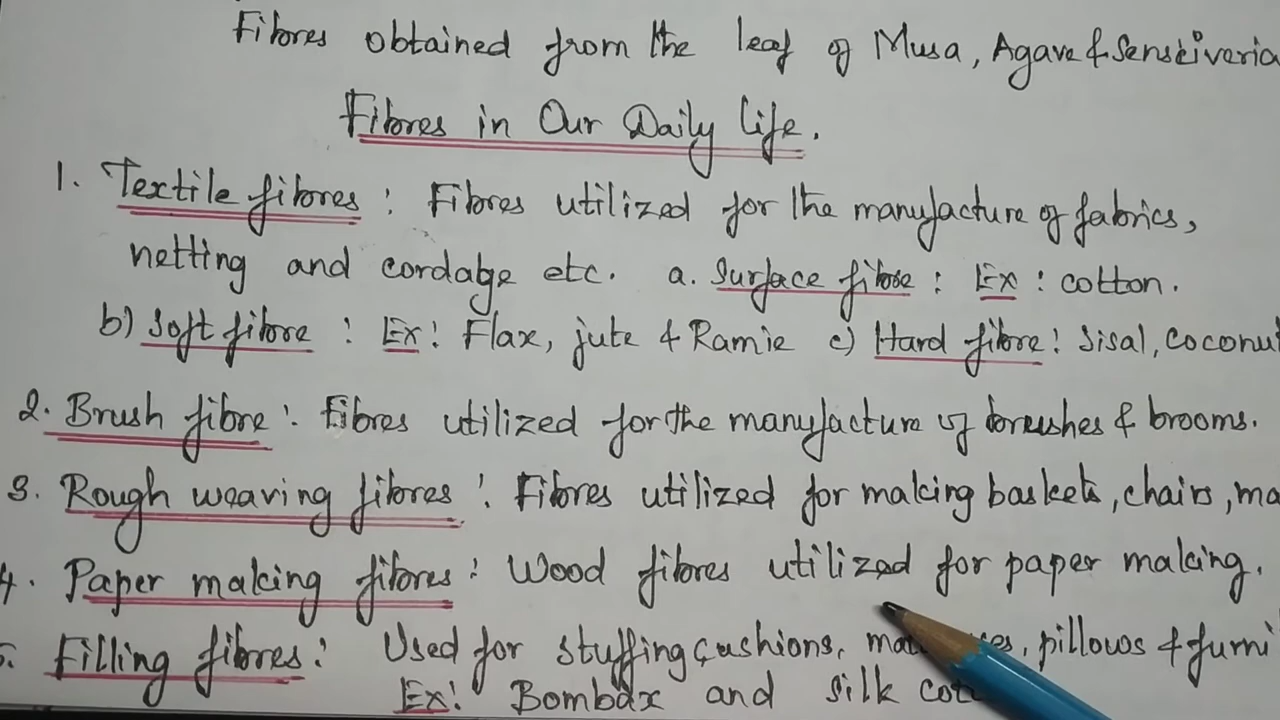 Fibres obtained from the leaf of Musa, Agave & Senseiveria
Fibres in Our Daily life.
1. Textile fibres : Fibres utilized for the manufacture of fabrics,
netting and cordage etc. a. Surface fibre : Ex : cotton.
b) Soft fibre : Ex : Flax, jute & Ramie c) Hard fibre : Sisal, Coconut
2. Brush fibre : Fibres utilized for the manufacture of brushes & brooms.
3. Rough weaving fibres : Fibres utilized for making baskets, chairs, ma
4. Paper making fibres : Wood fibres utilized for paper making.
5. Filling fibres : Used for stuffing cushions, pillows & furni
Ex : Bombax and silk